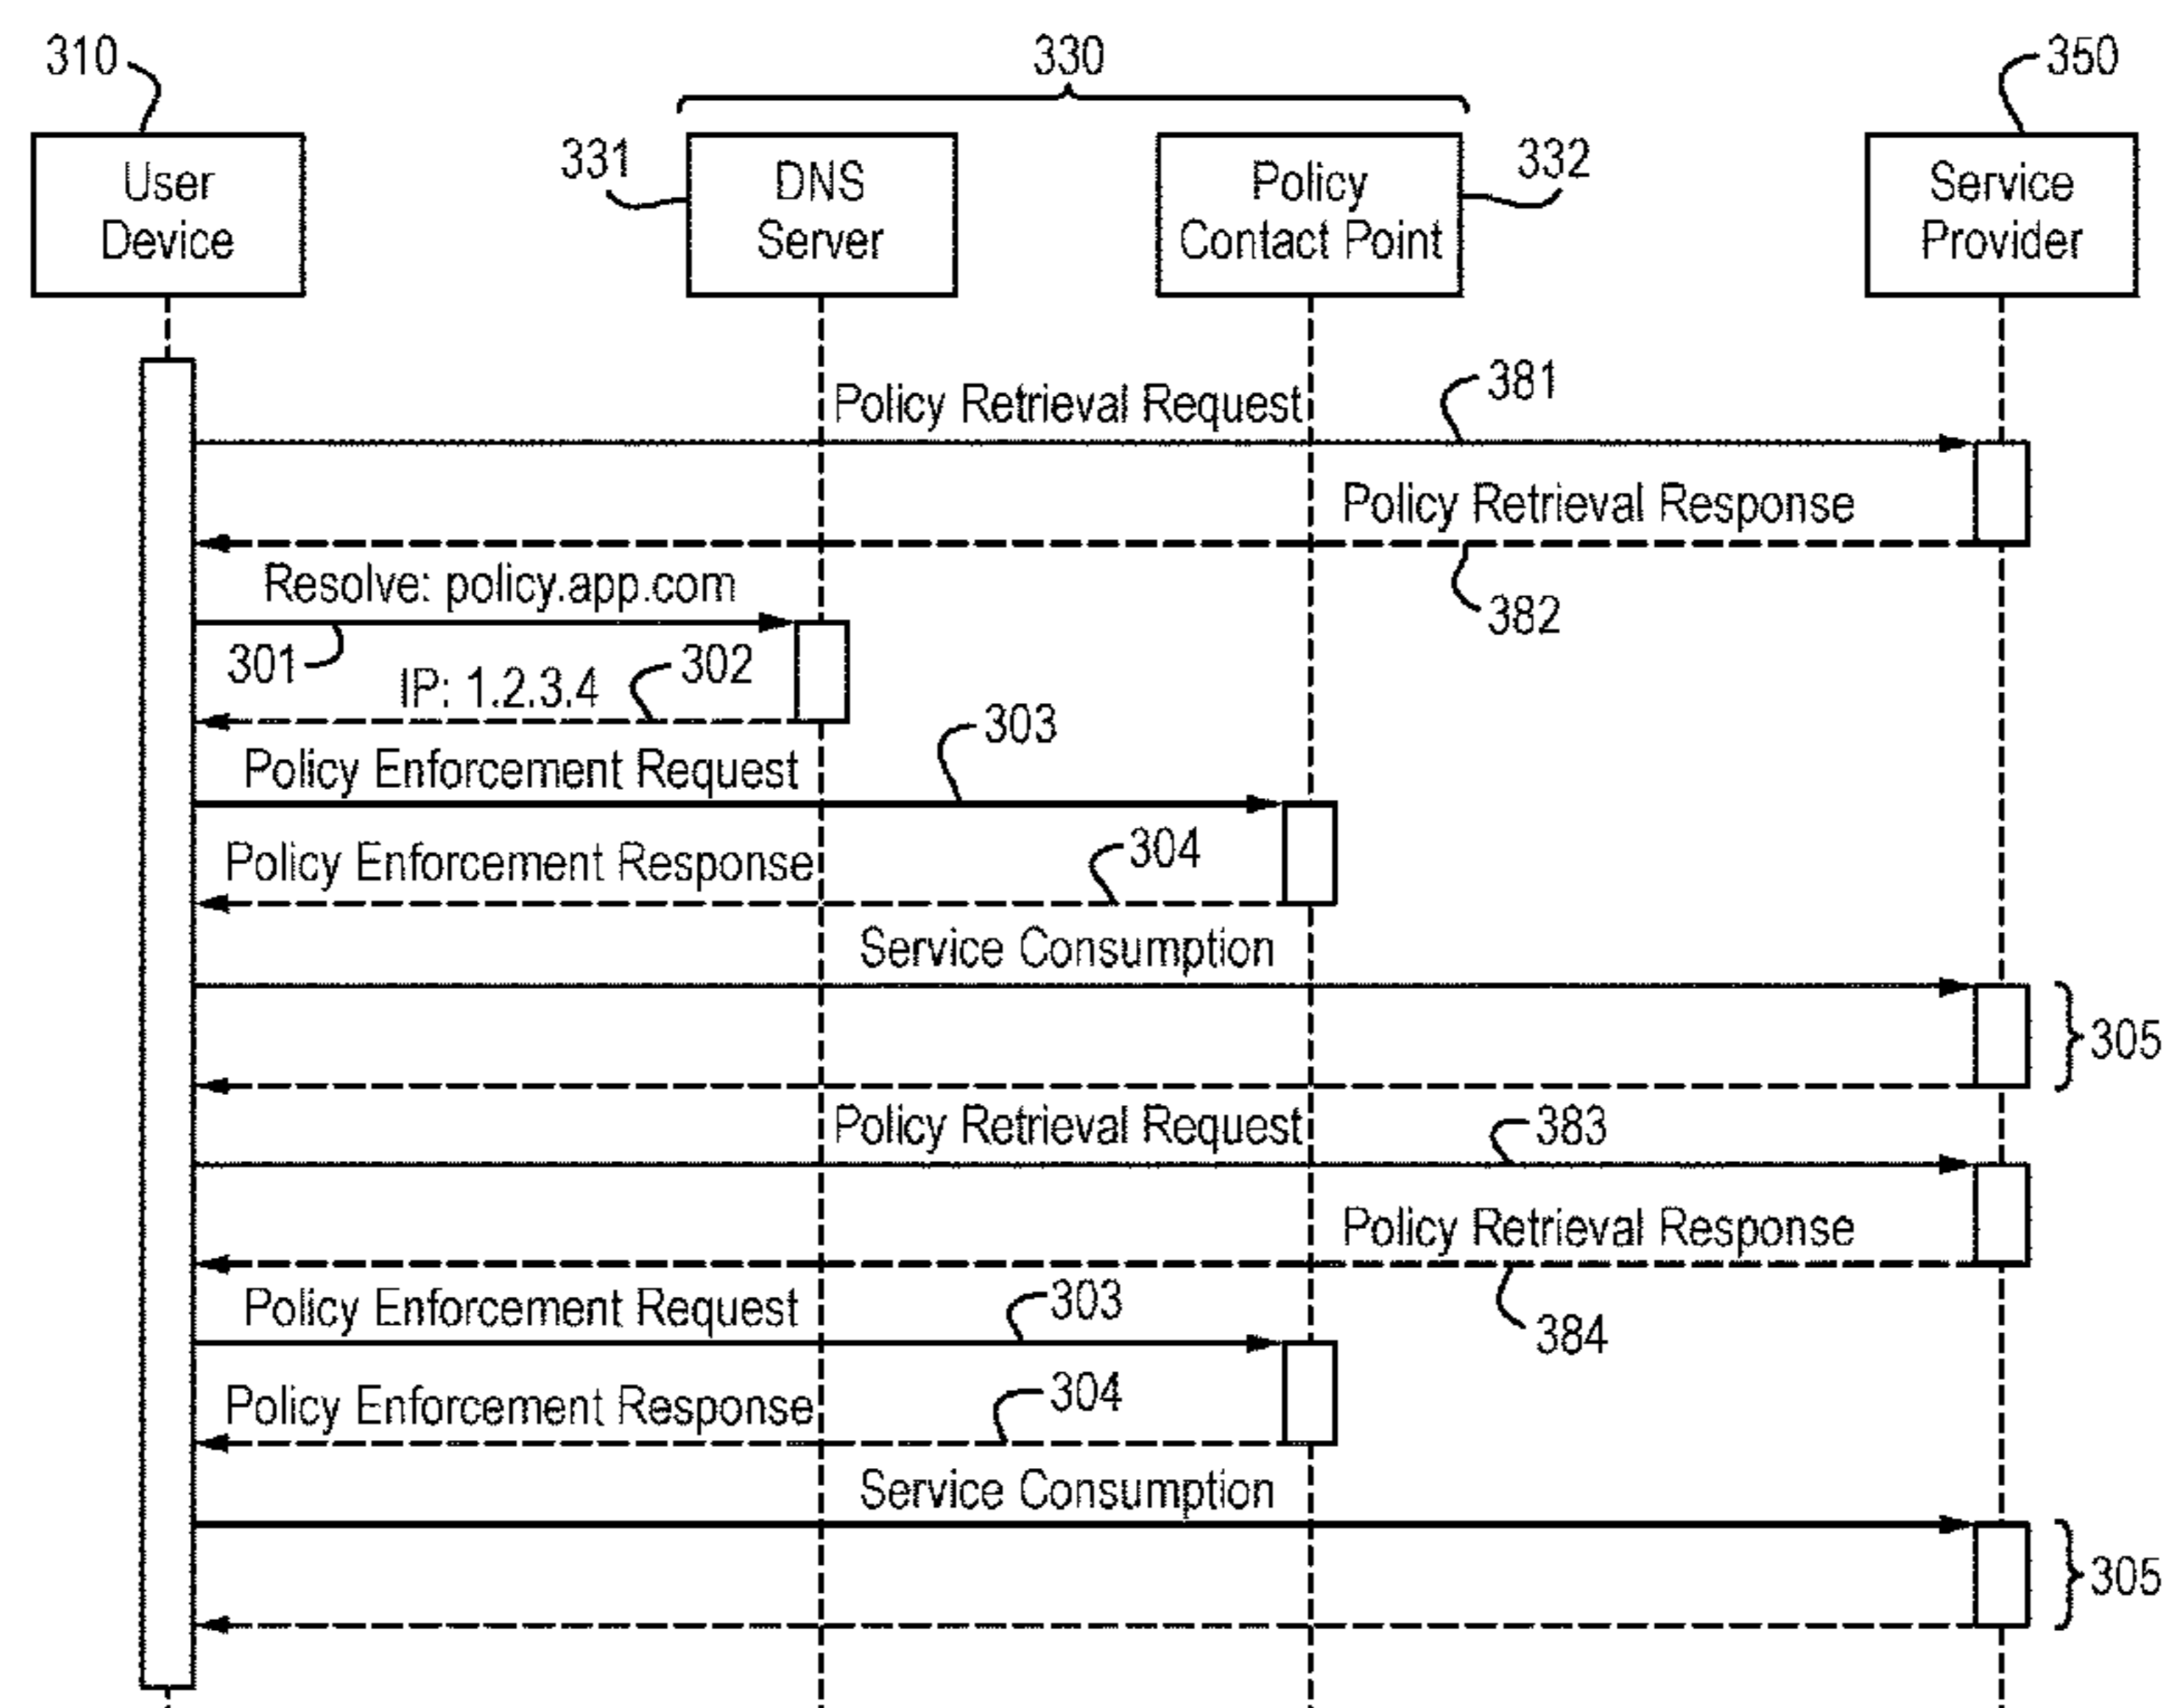 310
330
350
331
332
User
Device
DNS
Server
Policy
Contact Point
Service
Provider
Policy Retrieval Request
381
Policy Retrieval Response
382
Resolve: policy.app.com
301
IP: 1.2.3.4
302
Policy Enforcement Request
303
Policy Enforcement Response
304
Service Consumption
305
Policy Retrieval Request
383
Policy Retrieval Response
384
Policy Enforcement Request
303
Policy Enforcement Response
304
Service Consumption
305